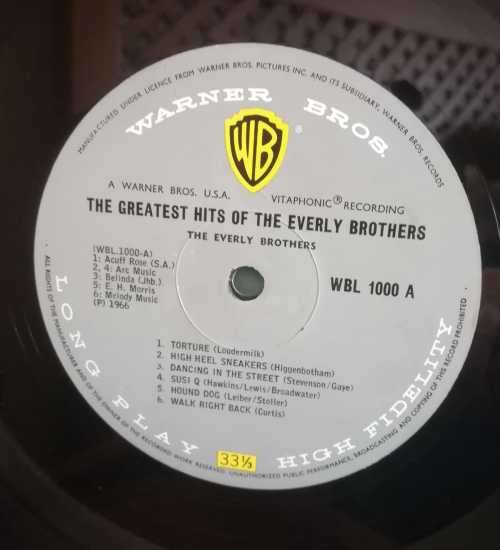 MANUFACTURED UNDER LICENCE FROM WARNER BROS. PICTURES INC. AND ITS SUBSIDIARY, WARNER BROS. RECORDS
WARNER BROS.
WB
®
A WARNER BROS. U.S.A. VITAPHONIC® RECORDING
THE GREATEST HITS OF THE EVERLY BROTHERS
THE EVERLY BROTHERS
(WBL.1000-A)
1: Acuff Rose (S.A.)
2, 4: Arc Music
3: Belinda (Jhb.)
5: E. H. Morris
6: Melody Music
(P) 1966
WBL 1000 A
1. TORTURE (Loudermilk)
2. HIGH HEEL SNEAKERS (Higgenbotham)
3. DANCING IN THE STREET (Stevenson/Gaye)
4. SUSI Q (Hawkins/Lewis/Broadwater)
5. HOUND DOG (Leiber/Stoller)
6. WALK RIGHT BACK (Curtis)
LONG PLAY
33⅓
HIGH FIDELITY
ALL RIGHTS OF THE MANUFACTURER AND OF THE OWNER OF THE RECORDED WORK RESERVED. UNAUTHORISED PUBLIC PERFORMANCE, BROADCASTING AND COPYING OF THIS RECORD PROHIBITED.